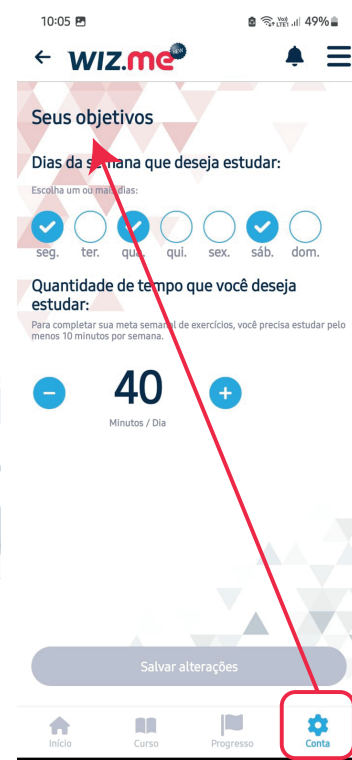 10:05 49%
WIZ.me
Seus objetivos
Dias da semana que deseja estudar:
Escolha um ou mais dias:
seg. ter. qua. qui. sex. sáb. dom.
Quantidade de tempo que você deseja
estudar:
Para completar sua meta semanal de exercícios, você precisa estudar pelo
menos 10 minutos por semana.
40
Minutos / Dia
Salvar alterações
Início Curso Progresso Conta